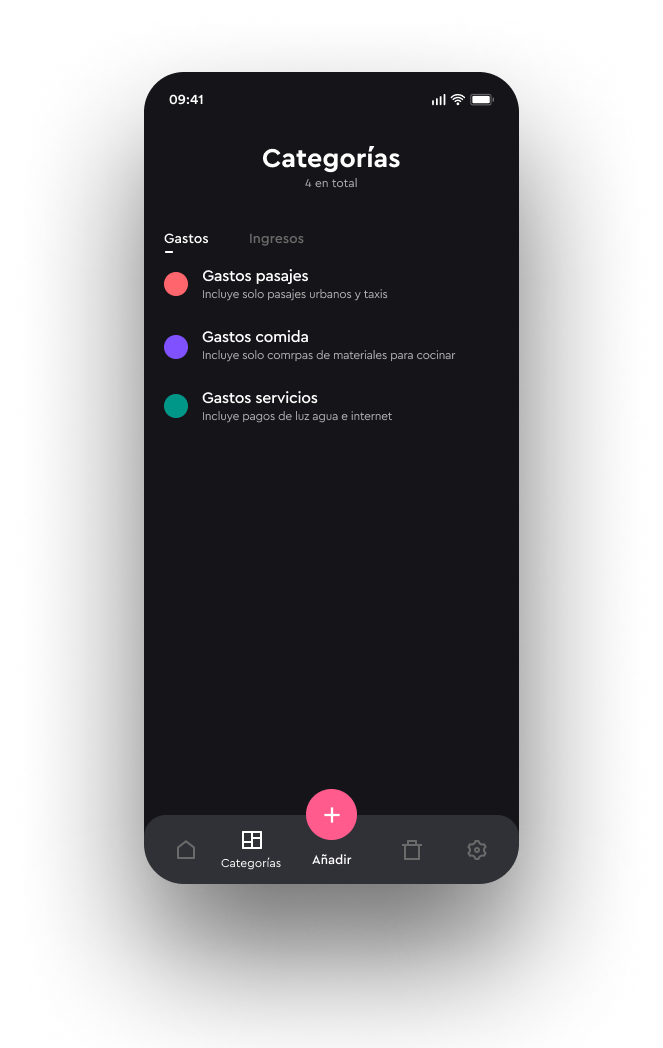 09:41
Categorías
4 en total
Gastos Ingresos
Gastos pasajes
Incluye solo pasajes urbanos y taxis
Gastos comida
Incluye solo comrpas de materiales para cocinar
Gastos servicios
Incluye pagos de luz agua e internet
Categorías Añadir